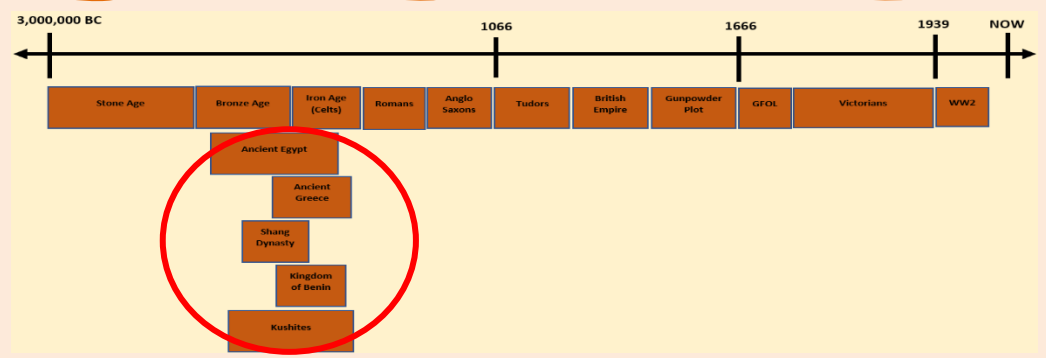 3,000,000 BC
1066
1666
1939
NOW
Stone Age
Bronze Age
Iron Age
(Celts)
Romans
Anglo
Saxons
Tudors
British
Empire
Gunpowder
Plot
GFOL
Victorians
WW2
Ancient Egypt
Ancient
Greece
Shang
Dynasty
Kingdom
of Benin
Kushites